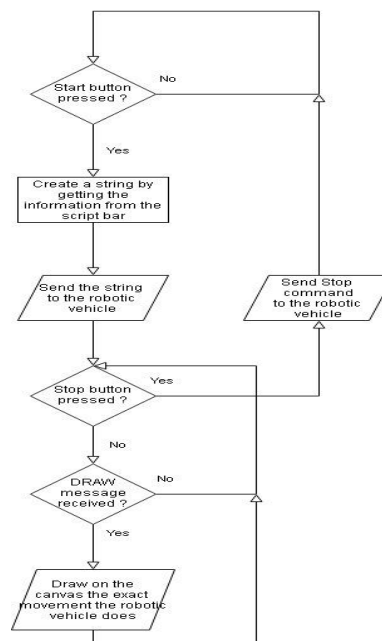 Start button
pressed ?
No
Yes
Create a string by
getting the
information from the
script bar
Send the string
to the robotic
vehicle
Send Stop
command
to the robotic
vehicle
Stop button
pressed ?
Yes
No
DRAW
message
received ?
No
Yes
Draw on the
canvas the exact
movement the robotic
vehicle does